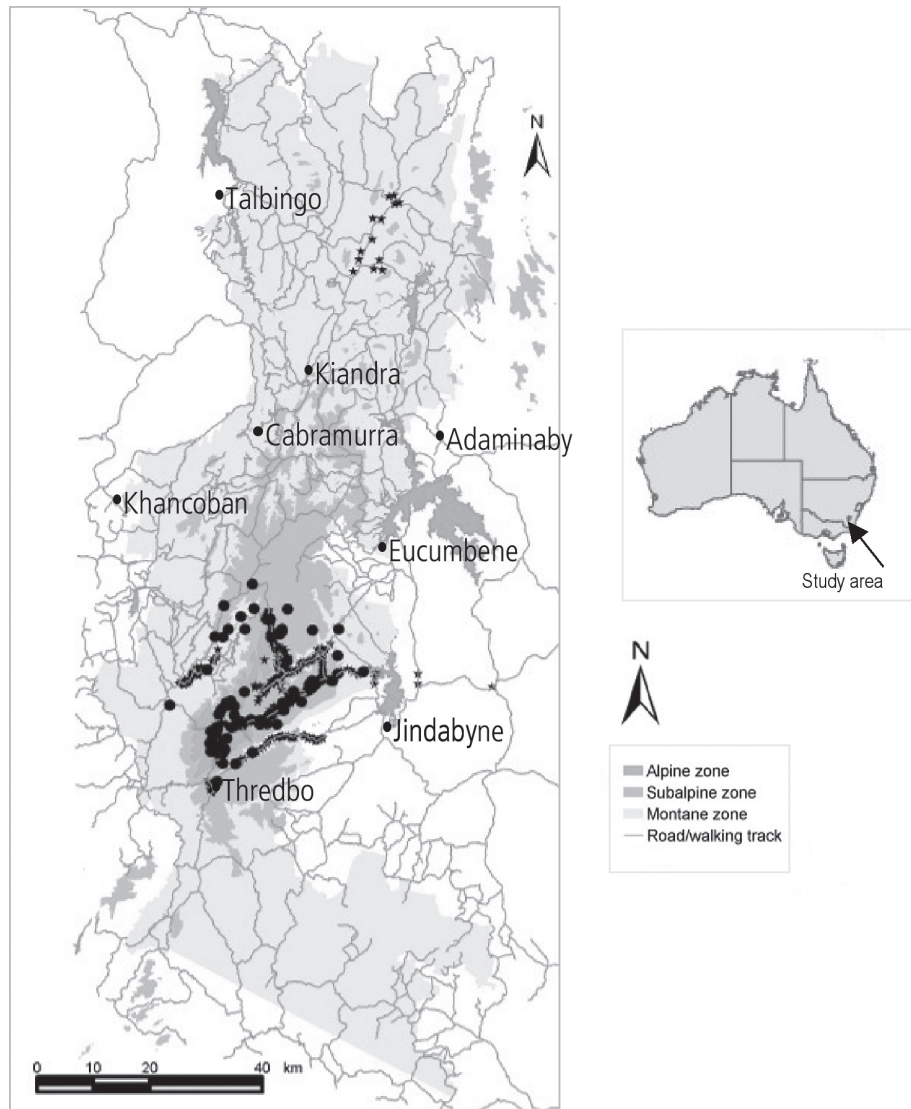 N
Talbingo
Kiandra
Cabramurra
Adaminaby
Khancoban
Eucumbene
Jindabyne
Thredbo
0 10 20 40 km
Study area
N
Alpine zone
Subalpine zone
Montane zone
Road/walking track